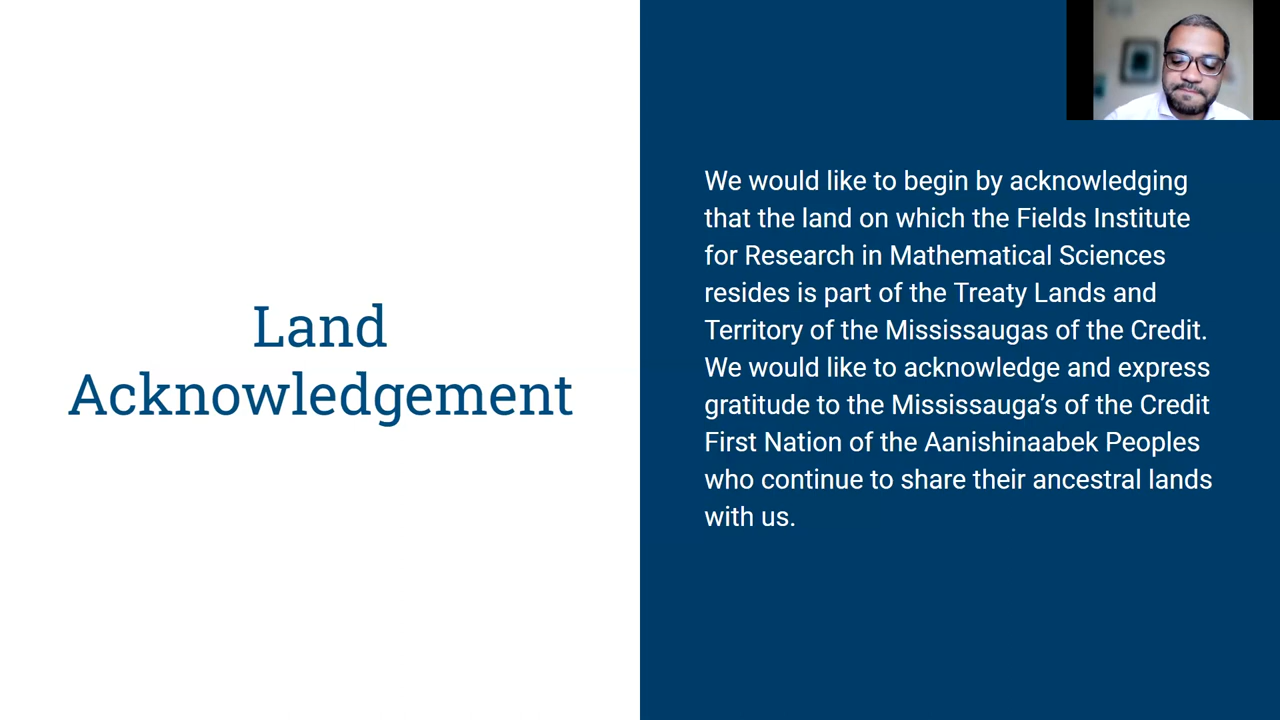 Land
Acknowledgement
We would like to begin by acknowledging
that the land on which the Fields Institute
for Research in Mathematical Sciences
resides is part of the Treaty Lands and
Territory of the Mississaugas of the Credit.
We would like to acknowledge and express
gratitude to the Mississauga’s of the Credit
First Nation of the Aanishinaabek Peoples
who continue to share their ancestral lands
with us.